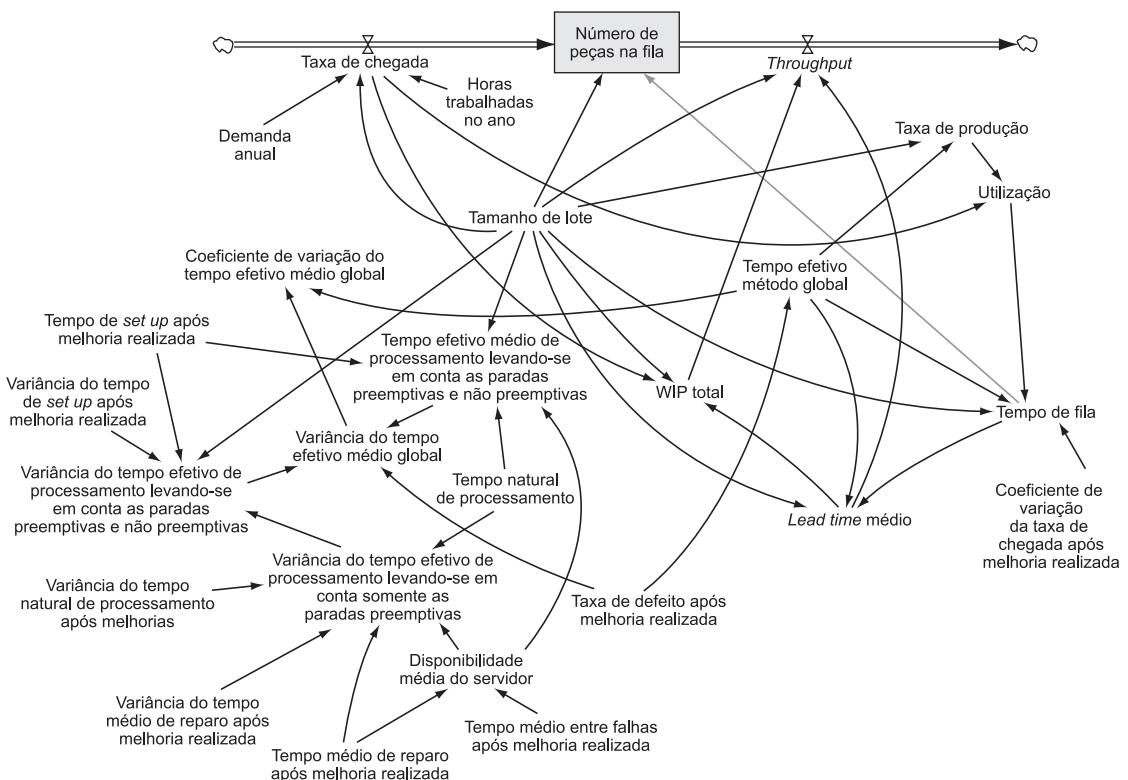 Número de
peças na fila
Taxa de chegada
Throughput
Horas
trabalhadas
no ano
Demanda
anual
Taxa de produção
Utilização
Tamanho de lote
Coeficiente de variação do
tempo efetivo médio global
Tempo efetivo
método global
Tempo de set up após
melhoria realizada
Tempo efetivo médio de
processamento levando-se
em conta as paradas
preemptivas e não preemptivas
Variância do tempo
de set up após
melhoria realizada
WIP total
Tempo de fila
Variância do tempo
efetivo médio global
Variância do tempo efetivo de
processamento levando-se
em conta as paradas
preemptivas e não preemptivas
Tempo natural
de processamento
Lead time médio
Coeficiente de
variação
da taxa de
chegada após
melhoria realizada
Variância do tempo efetivo de
processamento levando-se em
conta somente as
paradas preemptivas
Variância do tempo
natural de processamento
após melhorias
Taxa de defeito após
melhoria realizada
Disponibilidade
média do servidor
Variância do tempo
médio de reparo após
melhoria realizada
Tempo médio entre falhas
após melhoria realizada
Tempo médio de reparo
após melhoria realizada